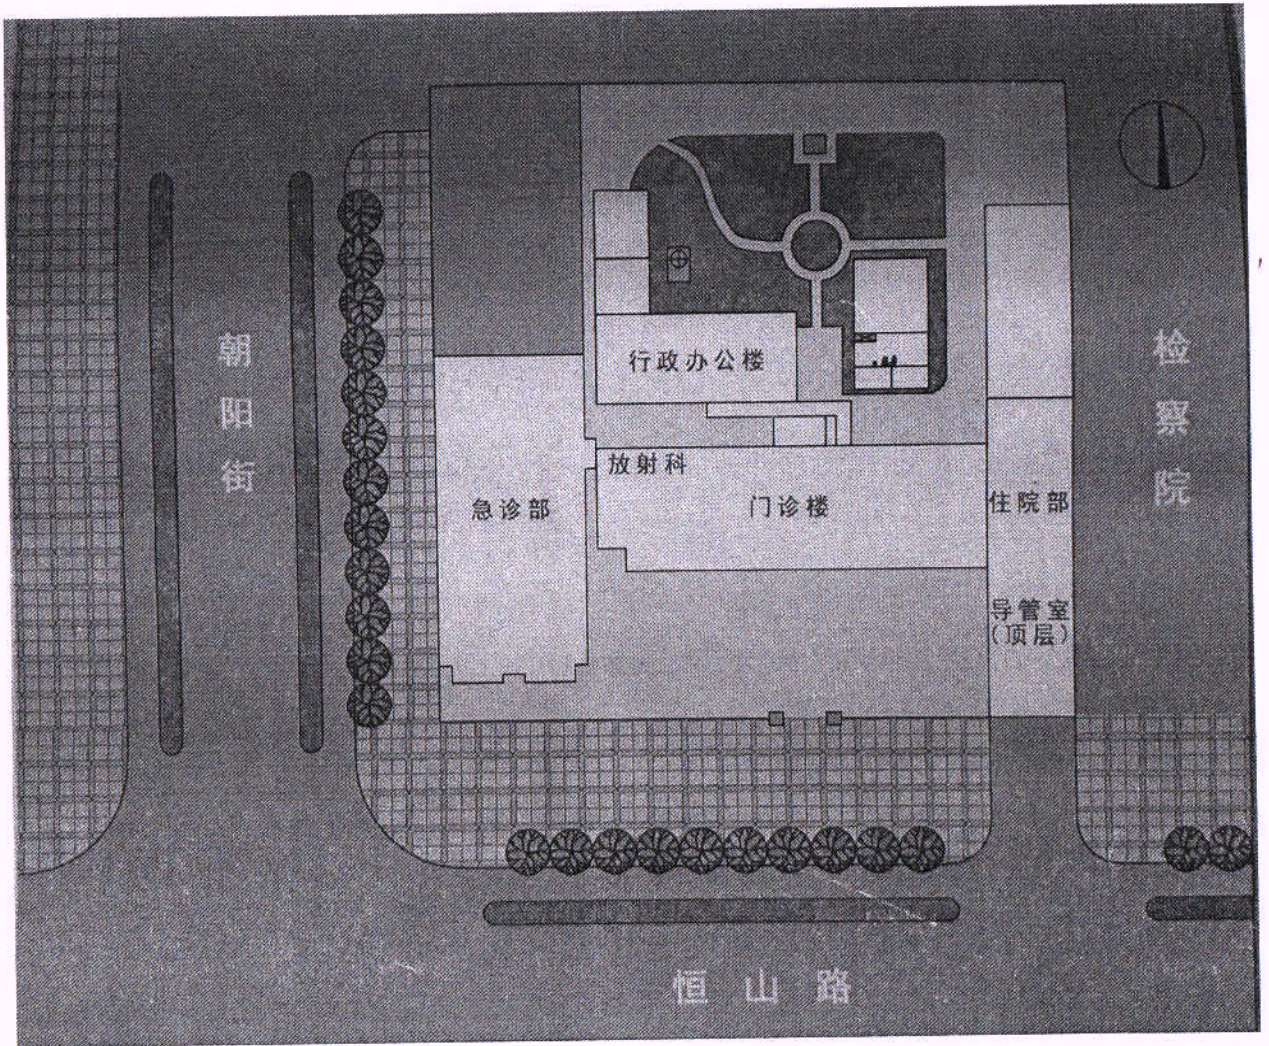 朝阳街
检察院
行政办公楼
放射科
急诊部
门诊楼
住院部
导管室
(顶层)
恒山路